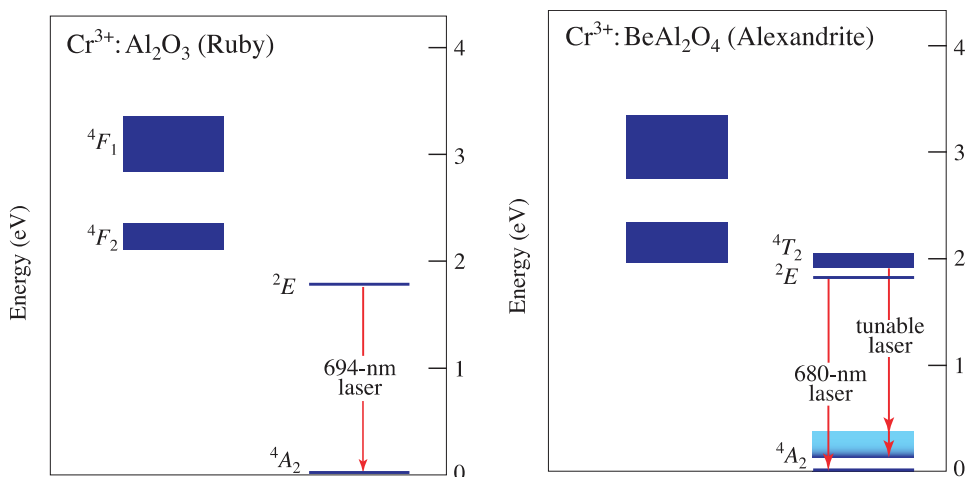 Cr³⁺: Al₂O₃ (Ruby)
Energy (eV)
4
3
2
1
0
⁴F₁
⁴F₂
²E
694-nm
laser
⁴A₂
Cr³⁺: BeAl₂O₄ (Alexandrite)
Energy (eV)
4
3
2
1
0
⁴T₂
²E
tunable
laser
680-nm
laser
⁴A₂